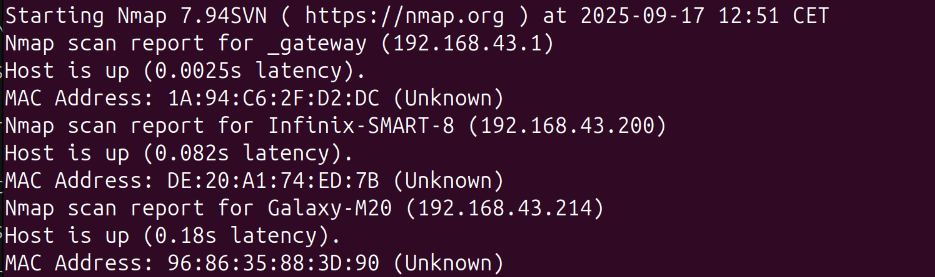 Starting Nmap 7.94SVN ( https://nmap.org ) at 2025-09-17 12:51 CET
Nmap scan report for _gateway (192.168.43.1)
Host is up (0.0025s latency).
MAC Address: 1A:94:C6:2F:D2:DC (Unknown)
Nmap scan report for Infinix-SMART-8 (192.168.43.200)
Host is up (0.082s latency).
MAC Address: DE:20:A1:74:ED:7B (Unknown)
Nmap scan report for Galaxy-M20 (192.168.43.214)
Host is up (0.18s latency).
MAC Address: 96:86:35:88:3D:90 (Unknown)